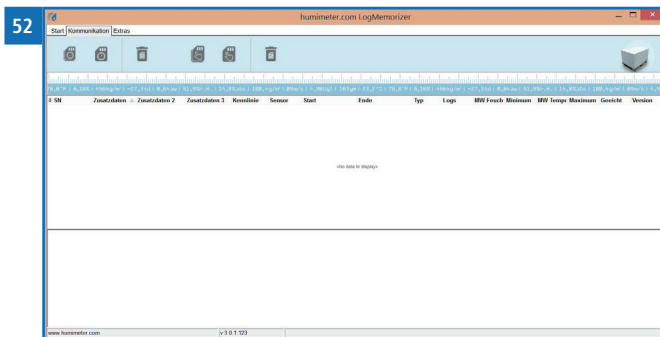 52
humimeter.com LogMemorizer
Start Kommunikation Extras
# SN Zusatzdaten Zusatzdaten 2 Zusatzdaten 3 Kennlinie Sensor Start Ende Typ Logs MW Feuch Minimum MW Tempe Maximum Geeicht Version
<No data to display>
www.humimeter.com v 3.0.1.123